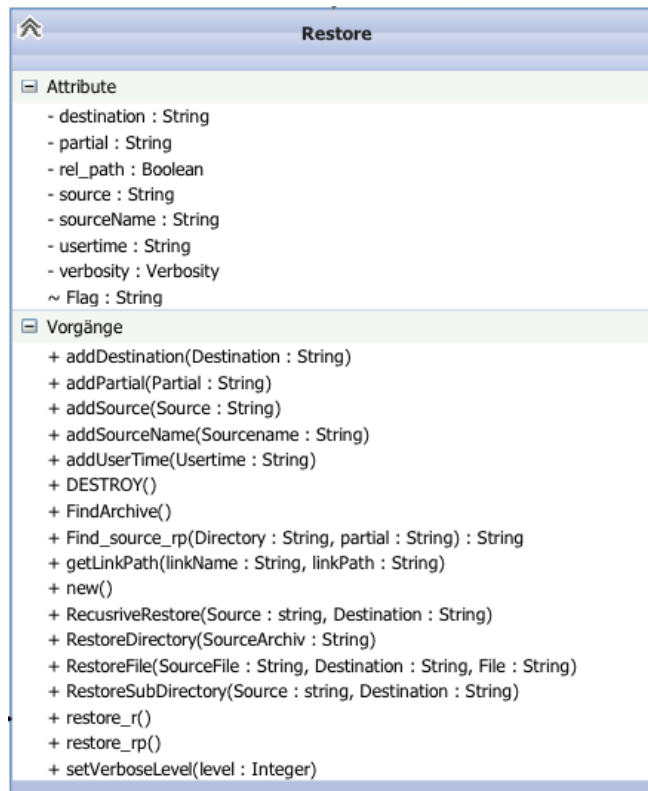 Restore
Attribute
- destination : String
- partial : String
- rel_path : Boolean
- source : String
- sourceName : String
- usertime : String
- verbosity : Verbosity
~ Flag : String
Vorgänge
+ addDestination(Destination : String)
+ addPartial(Partial : String)
+ addSource(Source : String)
+ addSourceName(Sourcename : String)
+ addUserTime(Usertime : String)
+ DESTROY()
+ FindArchive()
+ Find_source_rp(Directory : String, partial : String) : String
+ getLinkPath(linkName : String, linkPath : String)
+ new()
+ RecusriveRestore(Source : string, Destination : String)
+ RestoreDirectory(SourceArchiv : String)
+ RestoreFile(SourceFile : String, Destination : String, File : String)
+ RestoreSubDirectory(Source : string, Destination : String)
+ restore_r()
+ restore_rp()
+ setVerboseLevel(level : Integer)